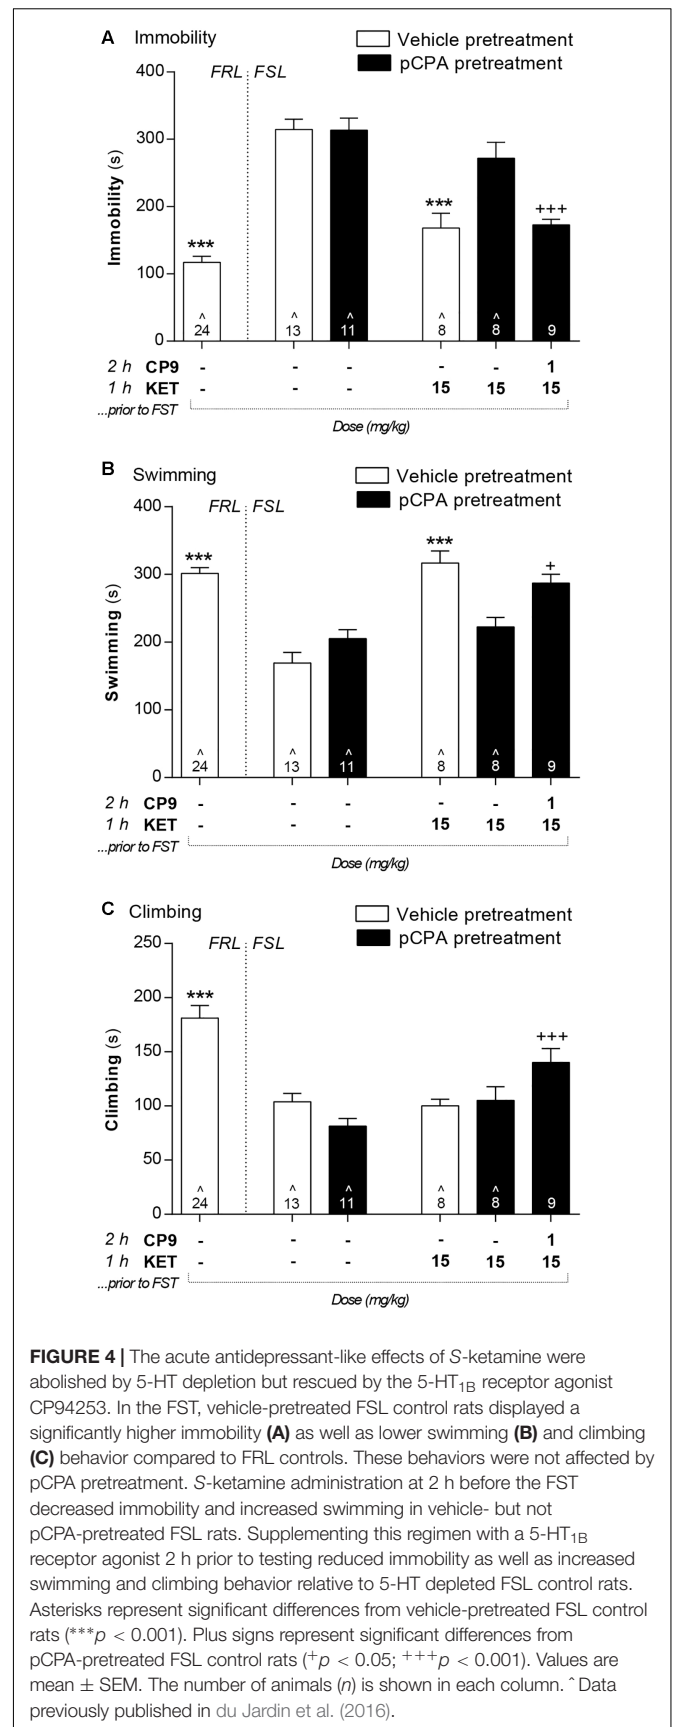 A Immobility
Vehicle pretreatment
pCPA pretreatment
400
FRL FSL
300
200
100
0
Immobility (s)
***
***
+++
^ ^ ^ ^ ^
24 13 11 8 8 9
2 h CP9 - - - - - 1
1 h KET - - - 15 15 15
...prior to FST
Dose (mg/kg)
B Swimming
Vehicle pretreatment
pCPA pretreatment
400
FRL FSL
300
200
100
0
Swimming (s)
***
***
+
^ ^ ^ ^ ^
24 13 11 8 8 9
2 h CP9 - - - - - 1
1 h KET - - - 15 15 15
...prior to FST
Dose (mg/kg)
C Climbing
Vehicle pretreatment
pCPA pretreatment
250
FRL FSL
200
150
100
50
0
Climbing (s)
***
+++
^ ^ ^ ^ ^
24 13 11 8 8 9
2 h CP9 - - - - - 1
1 h KET - - - 15 15 15
...prior to FST
Dose (mg/kg)
FIGURE 4 | The acute antidepressant-like effects of S-ketamine were
abolished by 5-HT depletion but rescued by the 5-HT1B receptor agonist
CP94253. In the FST, vehicle-pretreated FSL control rats displayed a
significantly higher immobility (A) as well as lower swimming (B) and climbing
(C) behavior compared to FRL controls. These behaviors were not affected by
pCPA pretreatment. S-ketamine administration at 2 h before the FST
decreased immobility and increased swimming in vehicle- but not
pCPA-pretreated FSL rats. Supplementing this regimen with a 5-HT1B
receptor agonist 2 h prior to testing reduced immobility as well as increased
swimming and climbing behavior relative to 5-HT depleted FSL control rats.
Asterisks represent significant differences from vehicle-pretreated FSL control
rats (***p < 0.001). Plus signs represent significant differences from
pCPA-pretreated FSL control rats (+p < 0.05; +++p < 0.001). Values are
mean ± SEM. The number of animals (n) is shown in each column. ^Data
previously published in du Jardin et al. (2016).